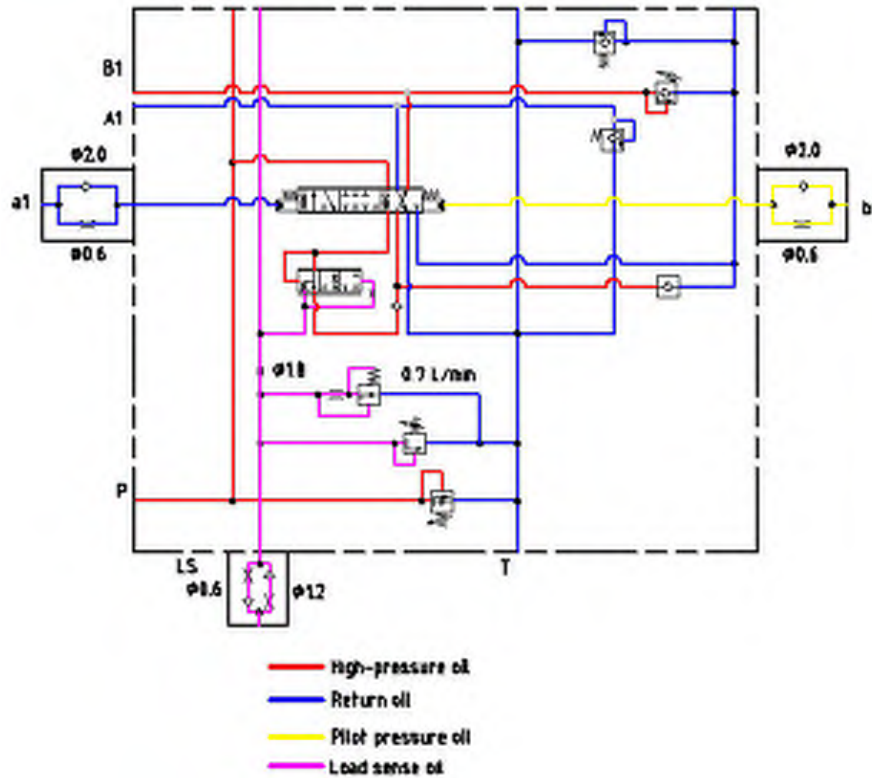 B1
A1
ϕ2.0
ϕ2.0
a1
b
ϕ0.6
ϕ0.6
ϕ1.8
0.7 L/min
P
LS
T
ϕ0.6
ϕ1.2
High-pressure oil
Return oil
Pilot pressure oil
Load sense oil